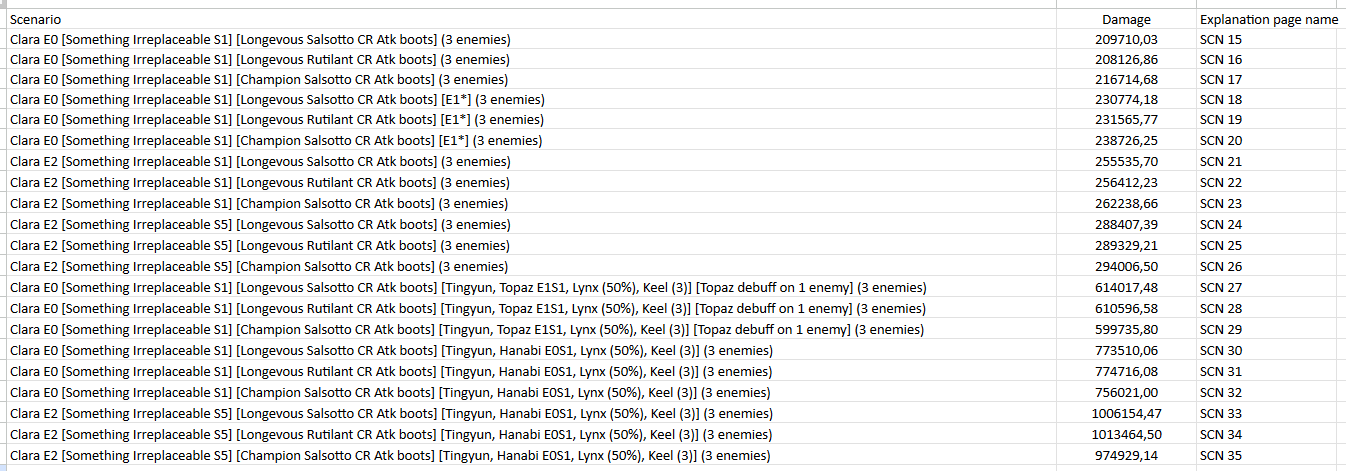 Scenario Damage Explanation page name
Clara E0 [Something Irreplaceable S1] [Longevous Salsotto CR Atk boots] (3 enemies) 209710,03 SCN 15
Clara E0 [Something Irreplaceable S1] [Longevous Rutilant CR Atk boots] (3 enemies) 208126,86 SCN 16
Clara E0 [Something Irreplaceable S1] [Champion Salsotto CR Atk boots] (3 enemies) 216714,68 SCN 17
Clara E0 [Something Irreplaceable S1] [Longevous Salsotto CR Atk boots] [E1*] (3 enemies) 230774,18 SCN 18
Clara E0 [Something Irreplaceable S1] [Longevous Rutilant CR Atk boots] [E1*] (3 enemies) 231565,77 SCN 19
Clara E0 [Something Irreplaceable S1] [Champion Salsotto CR Atk boots] [E1*] (3 enemies) 238726,25 SCN 20
Clara E2 [Something Irreplaceable S1] [Longevous Salsotto CR Atk boots] (3 enemies) 255535,70 SCN 21
Clara E2 [Something Irreplaceable S1] [Longevous Rutilant CR Atk boots] (3 enemies) 256412,23 SCN 22
Clara E2 [Something Irreplaceable S1] [Champion Salsotto CR Atk boots] (3 enemies) 262238,66 SCN 23
Clara E2 [Something Irreplaceable S5] [Longevous Salsotto CR Atk boots] (3 enemies) 288407,39 SCN 24
Clara E2 [Something Irreplaceable S5] [Longevous Rutilant CR Atk boots] (3 enemies) 289329,21 SCN 25
Clara E2 [Something Irreplaceable S5] [Champion Salsotto CR Atk boots] (3 enemies) 294006,50 SCN 26
Clara E0 [Something Irreplaceable S1] [Longevous Salsotto CR Atk boots] [Tingyun, Topaz E1S1, Lynx (50%), Keel (3)] [Topaz debuff on 1 enemy] (3 enemies) 614017,48 SCN 27
Clara E0 [Something Irreplaceable S1] [Longevous Rutilant CR Atk boots] [Tingyun, Topaz E1S1, Lynx (50%), Keel (3)] [Topaz debuff on 1 enemy] (3 enemies) 610596,58 SCN 28
Clara E0 [Something Irreplaceable S1] [Champion Salsotto CR Atk boots] [Tingyun, Topaz E1S1, Lynx (50%), Keel (3)] [Topaz debuff on 1 enemy] (3 enemies) 599735,80 SCN 29
Clara E0 [Something Irreplaceable S1] [Longevous Salsotto CR Atk boots] [Tingyun, Hanabi E0S1, Lynx (50%), Keel (3)] (3 enemies) 773510,06 SCN 30
Clara E0 [Something Irreplaceable S1] [Longevous Rutilant CR Atk boots] [Tingyun, Hanabi E0S1, Lynx (50%), Keel (3)] (3 enemies) 774716,08 SCN 31
Clara E0 [Something Irreplaceable S1] [Champion Salsotto CR Atk boots] [Tingyun, Hanabi E0S1, Lynx (50%), Keel (3)] (3 enemies) 756021,00 SCN 32
Clara E2 [Something Irreplaceable S5] [Longevous Salsotto CR Atk boots] [Tingyun, Hanabi E0S1, Lynx (50%), Keel (3)] (3 enemies) 1006154,47 SCN 33
Clara E2 [Something Irreplaceable S5] [Longevous Rutilant CR Atk boots] [Tingyun, Hanabi E0S1, Lynx (50%), Keel (3)] (3 enemies) 1013464,50 SCN 34
Clara E2 [Something Irreplaceable S5] [Champion Salsotto CR Atk boots] [Tingyun, Hanabi E0S1, Lynx (50%), Keel (3)] (3 enemies) 974929,14 SCN 35